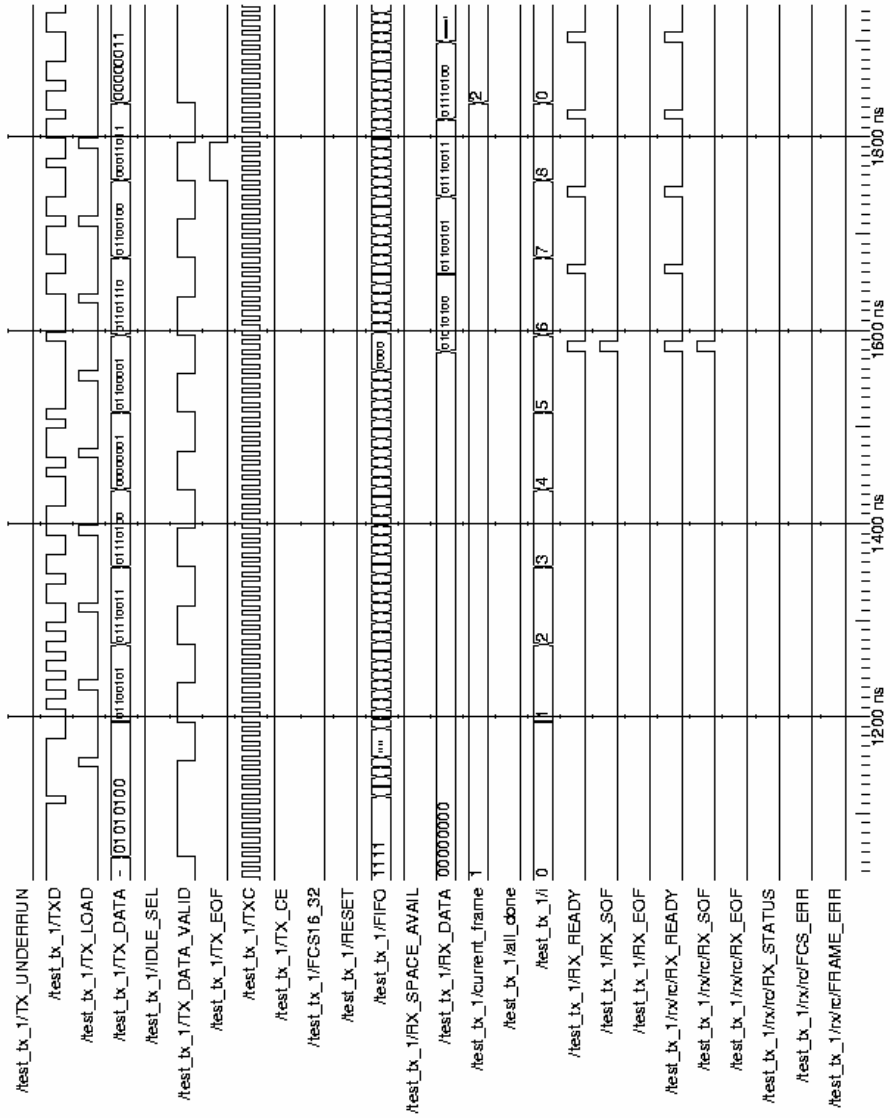 /test_tx_1/TX_UNDERRUN
/test_tx_1/TXD
/test_tx_1/TX_LOAD
/test_tx_1/TX_DATA - 01010100 01100101 01110011 01110100 00000001 01100001 01101110 01100100 00011011 00000011
/test_tx_1/IDLE_SEL
/test_tx_1/TX_DATA_VALID
/test_tx_1/TX_EOF
/test_tx_1/TXC
/test_tx_1/TX_CE
/test_tx_1/FCS16_32
/test_tx_1/RESET
/test_tx_1/FIFO 1111 0000
/test_tx_1/RX_SPACE_AVAIL
/test_tx_1/RX_DATA 00000000 01010100 01100101 01110011 01110100
/test_tx_1/current_frame 1 2
/test_tx_1/all_done
/test_tx_1/i 0 1 2 3 4 5 6 7 8 0
/test_tx_1/RX_READY
/test_tx_1/RX_SOF
/test_tx_1/RX_EOF
/test_tx_1/rx/rc/RX_READY
/test_tx_1/rx/rc/RX_SOF
/test_tx_1/rx/rc/RX_EOF
/test_tx_1/rx/rc/RX_STATUS
/test_tx_1/rx/rc/FCS_ERR
/test_tx_1/rx/rc/FRAME_ERR
1200 ns 1400 ns 1600 ns 1800 ns